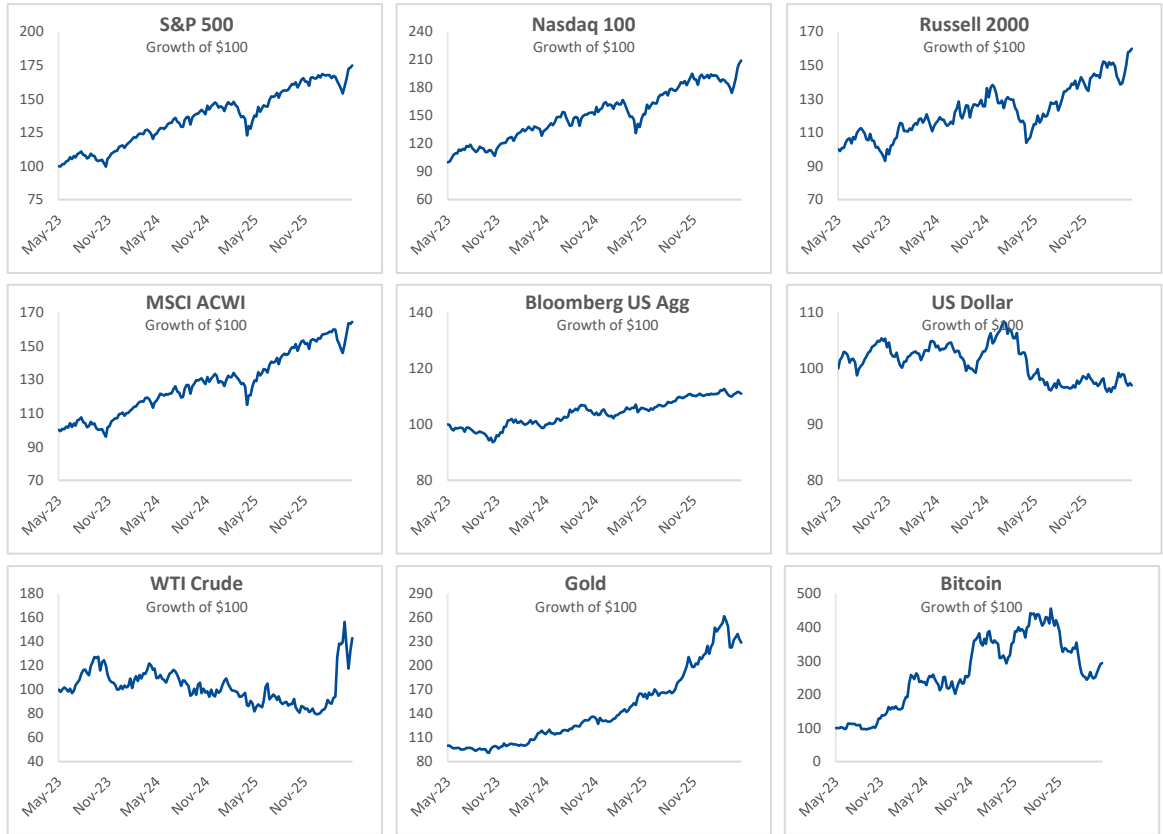 S&P 500
Growth of $100
200
175
150
125
100
75
May-23
Nov-23
May-24
Nov-24
May-25
Nov-25
Nasdaq 100
Growth of $100
240
210
180
150
120
90
60
May-23
Nov-23
May-24
Nov-24
May-25
Nov-25
Russell 2000
Growth of $100
170
150
130
110
90
70
May-23
Nov-23
May-24
Nov-24
May-25
Nov-25
MSCI ACWI
Growth of $100
170
150
130
110
90
70
May-23
Nov-23
May-24
Nov-24
May-25
Nov-25
Bloomberg US Agg
Growth of $100
140
120
100
80
May-23
Nov-23
May-24
Nov-24
May-25
Nov-25
US Dollar
Growth of $100
110
100
90
80
May-23
Nov-23
May-24
Nov-24
May-25
Nov-25
WTI Crude
Growth of $100
180
160
140
120
100
80
60
40
May-23
Nov-23
May-24
Nov-24
May-25
Nov-25
Gold
Growth of $100
290
260
230
200
170
140
110
80
May-23
Nov-23
May-24
Nov-24
May-25
Nov-25
Bitcoin
Growth of $100
500
400
300
200
100
0
May-23
Nov-23
May-24
Nov-24
May-25
Nov-25